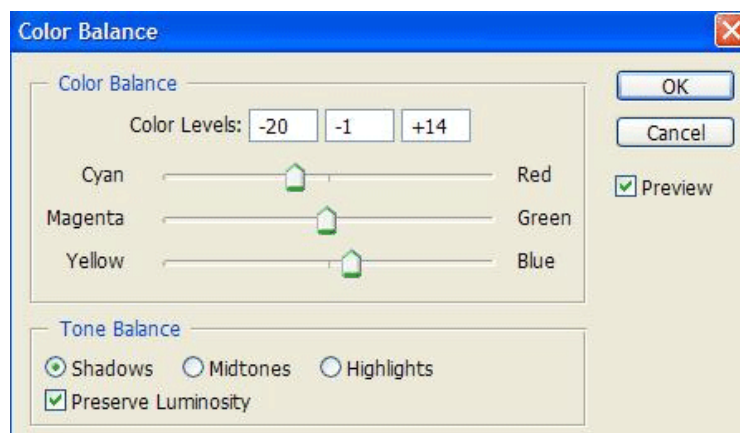 Color Balance
Color Balance
OK
Color Levels: -20 -1 +14
Cancel
Cyan Red
Preview
Magenta Green
Yellow Blue
Tone Balance
Shadows Midtones Highlights
Preserve Luminosity